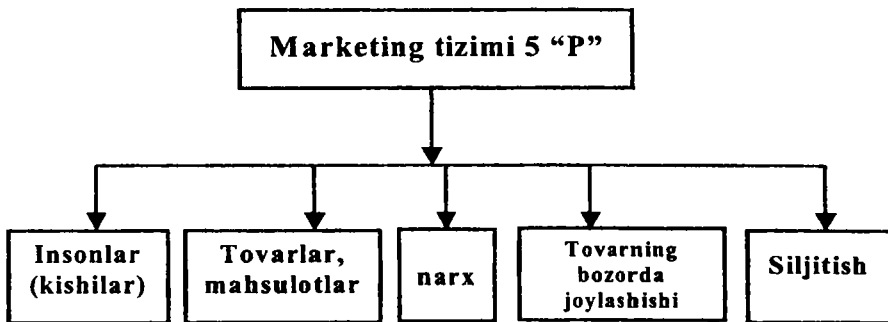 Marketing tizimi 5 “P”
Insonlar
(kishilar)
Tovarlar,
mahsulotlar
narx
Tovarning
bozorda
joylashishi
Siljitish